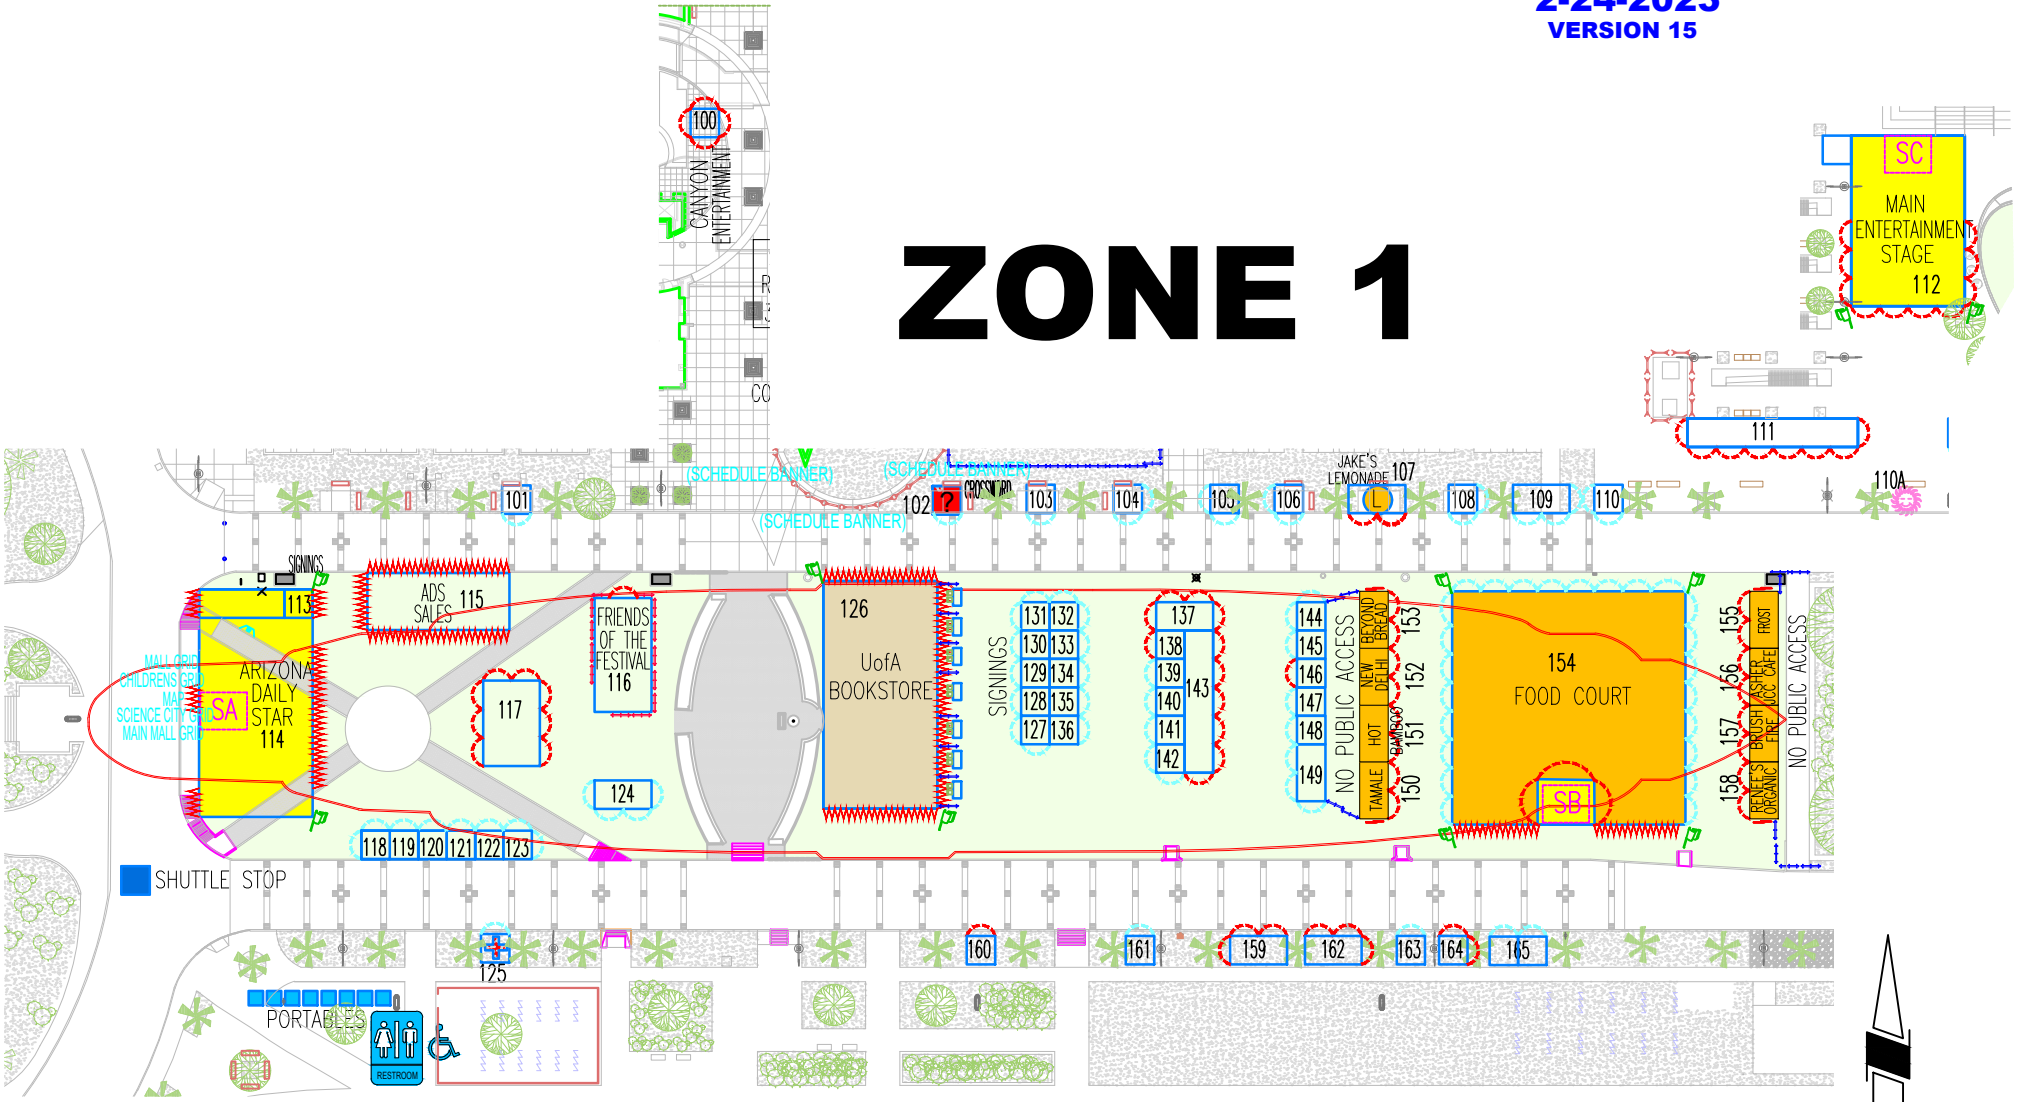 2-24-2023
VERSION 15
ZONE 1
100
CANYON
ENTERTAINMENT
SC
MAIN
ENTERTAINMENT
STAGE
112
111
110A
(SCHEDULE BANNER)
(SCHEDULE BANNER)
(SCHEDULE BANNER)
CROSSWORD
JAKE'S
LEMONADE
107
L
101
102
?
103
104
105
106
108
109
110
SIGNINGS
113
ADS
SALES
115
FRIENDS
OF THE
FESTIVAL
116
117
124
MALL GRID
CHILDRENS GRID
MAP
SCIENCE CITY GRID
MAIN MALL GRID
ARIZONA
DAILY
STAR
114
SA
118
119
120
121
122
123
126
UofA
BOOKSTORE
SIGNINGS
131 132
130 133
129 134
128 135
127 136
137
138
139
140
141
142
143
144
145
146
147
148
149
NO PUBLIC ACCESS
BEYOND
BREAD
153
NEW
DELHI
152
HOT
BAMBOO
151
TAMALE
150
154
FOOD COURT
SB
155
FROST
156
ASHER
JCC CAFE
157
BRUSH
FIRE
158
RENEE'S
ORGANIC
NO PUBLIC ACCESS
SHUTTLE STOP
125
160
161
159
162
163
164
165
PORTABLES
RESTROOM